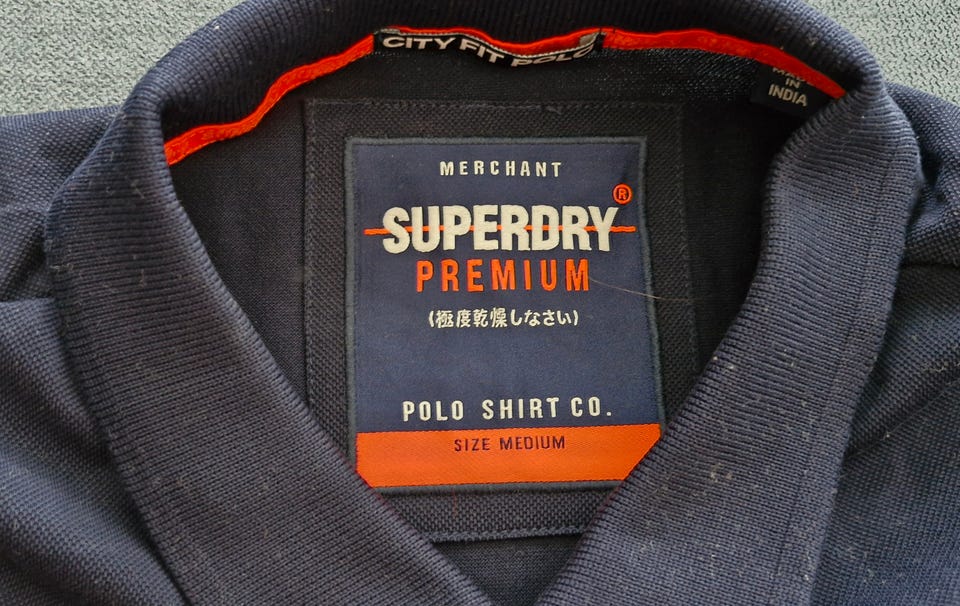 CITY FIT POLO
MADE
IN
INDIA
MERCHANT
SUPERDRY®
PREMIUM
(極度乾燥しなさい)
POLO SHIRT CO.
SIZE MEDIUM